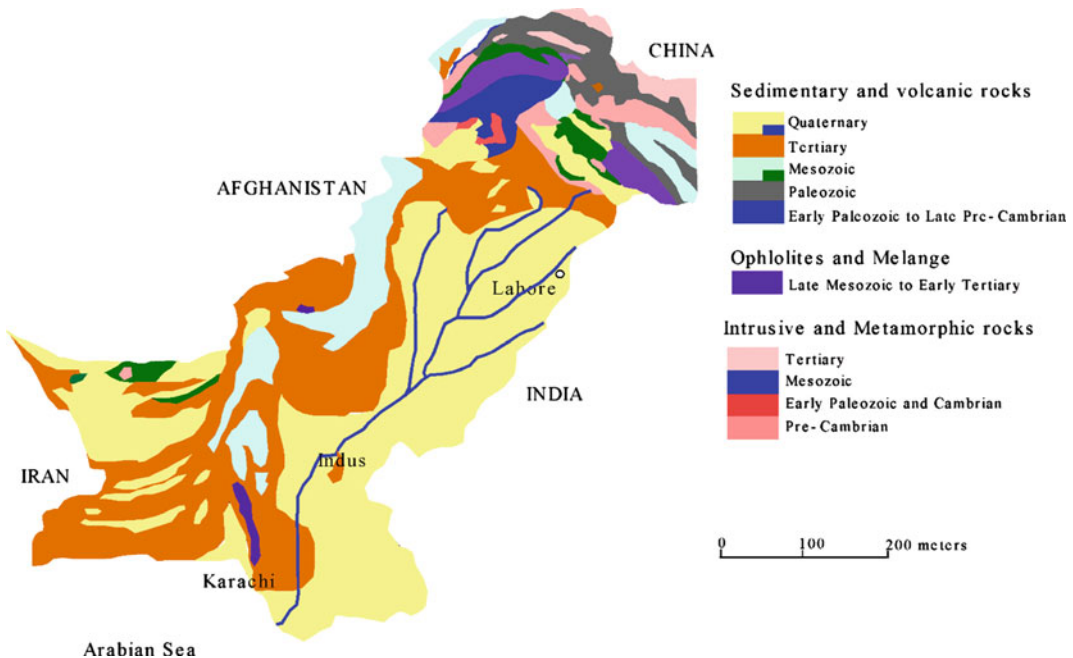 CHINA
AFGHANISTAN
Lahore
INDIA
Indus
IRAN
Karachi
Arabian Sea
Sedimentary and volcanic rocks
Quaternary
Tertiary
Mesozoic
Paleozoic
Early Paleozoic to Late Pre-Cambrian
Ophlolites and Melange
Late Mesozoic to Early Tertiary
Intrusive and Metamorphic rocks
Tertiary
Mesozoic
Early Paleozoic and Cambrian
Pre-Cambrian
0 100 200 meters